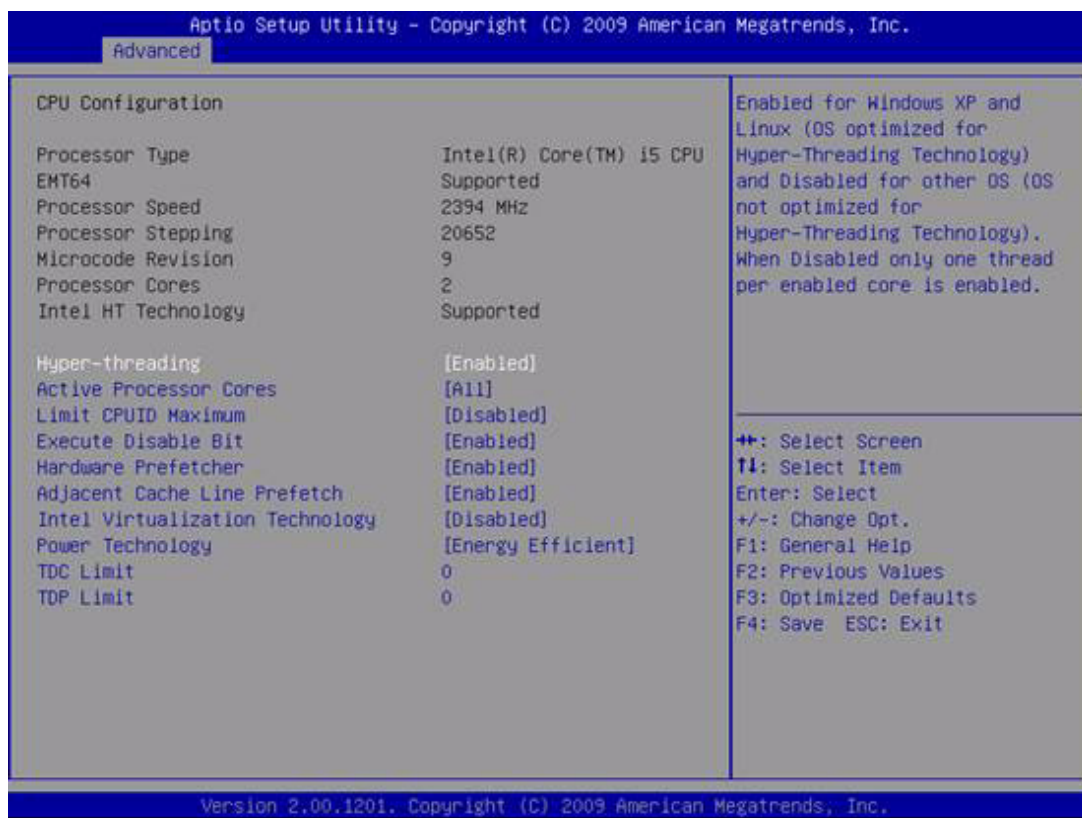 Aptio Setup Utility - Copyright (C) 2009 American Megatrends, Inc.
Advanced
CPU Configuration
Processor Type Intel(R) Core(TM) i5 CPU
EMT64 Supported
Processor Speed 2394 MHz
Processor Stepping 20652
Microcode Revision 9
Processor Cores 2
Intel HT Technology Supported
Hyper-threading [Enabled]
Active Processor Cores [All]
Limit CPUID Maximum [Disabled]
Execute Disable Bit [Enabled]
Hardware Prefetcher [Enabled]
Adjacent Cache Line Prefetch [Enabled]
Intel Virtualization Technology [Disabled]
Power Technology [Energy Efficient]
TDC Limit 0
TDP Limit 0
Enabled for Windows XP and
Linux (OS optimized for
Hyper-Threading Technology)
and Disabled for other OS (OS
not optimized for
Hyper-Threading Technology).
When Disabled only one thread
per enabled core is enabled.
→←: Select Screen
↑↓: Select Item
Enter: Select
+/-: Change Opt.
F1: General Help
F2: Previous Values
F3: Optimized Defaults
F4: Save ESC: Exit
Version 2.00.1201. Copyright (C) 2009 American Megatrends, Inc.